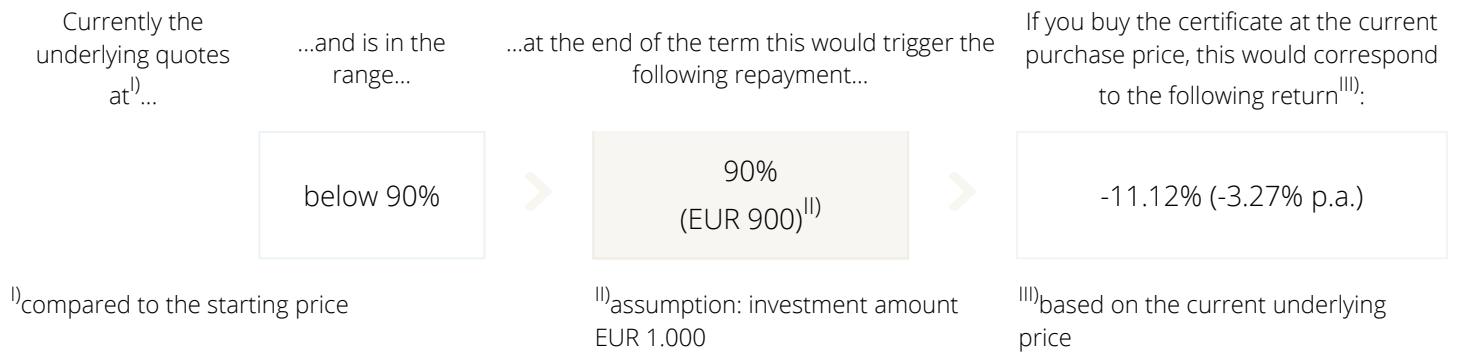 Currently the
underlying quotes
at^I)...
...and is in the
range...
...at the end of the term this would trigger the
following repayment...
If you buy the certificate at the current
purchase price, this would correspond
to the following return^III):
below 90%
90%
(EUR 900)^II)
-11.12% (-3.27% p.a.)
^I)compared to the starting price
^II)assumption: investment amount
EUR 1.000
^III)based on the current underlying
price